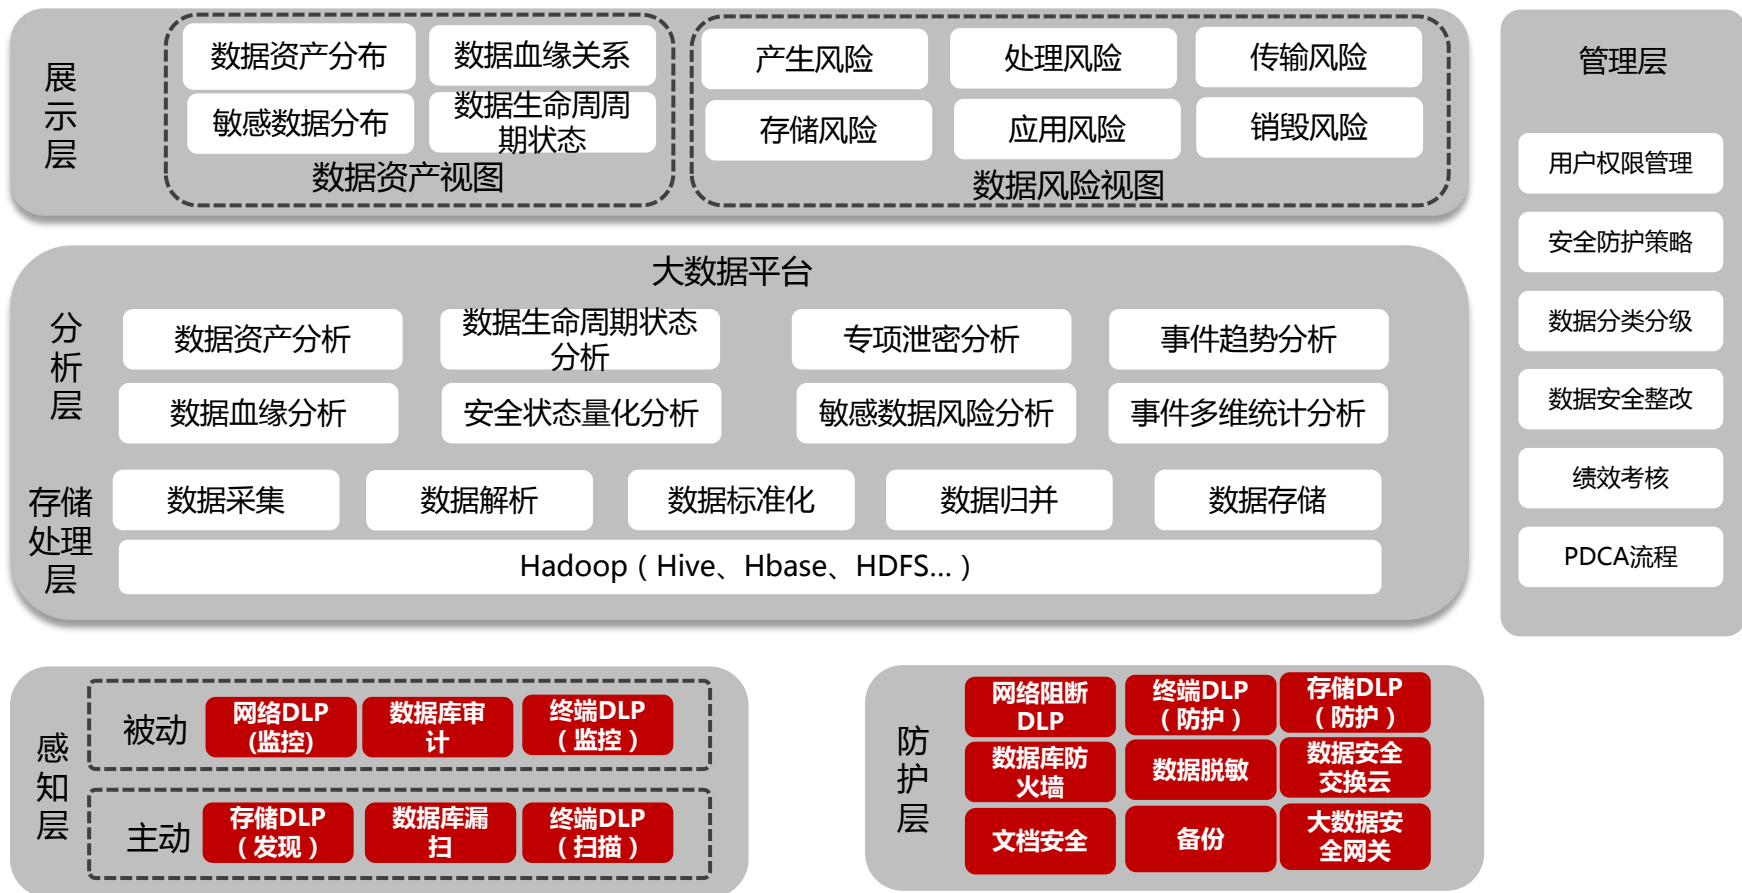 展
示
层
数据资产分布
数据血缘关系
敏感数据分布
数据生命周周
期状态
数据资产视图
产生风险
处理风险
传输风险
存储风险
应用风险
销毁风险
数据风险视图
管理层
用户权限管理
安全防护策略
数据分类分级
数据安全整改
绩效考核
PDCA流程
大数据平台
分
析
层
数据资产分析
数据生命周期状态
分析
专项泄密分析
事件趋势分析
数据血缘分析
安全状态量化分析
敏感数据风险分析
事件多维统计分析
存储
处理
层
数据采集
数据解析
数据标准化
数据归并
数据存储
Hadoop（Hive、Hbase、HDFS...）
感
知
层
被动
网络DLP
(监控)
数据库审
计
终端DLP
（监控）
主动
存储DLP
（发现）
数据库漏
扫
终端DLP
（扫描）
防
护
层
网络阻断
DLP
终端DLP
（防护）
存储DLP
（防护）
数据库防
火墙
数据脱敏
数据安全
交换云
文档安全
备份
大数据安
全网关